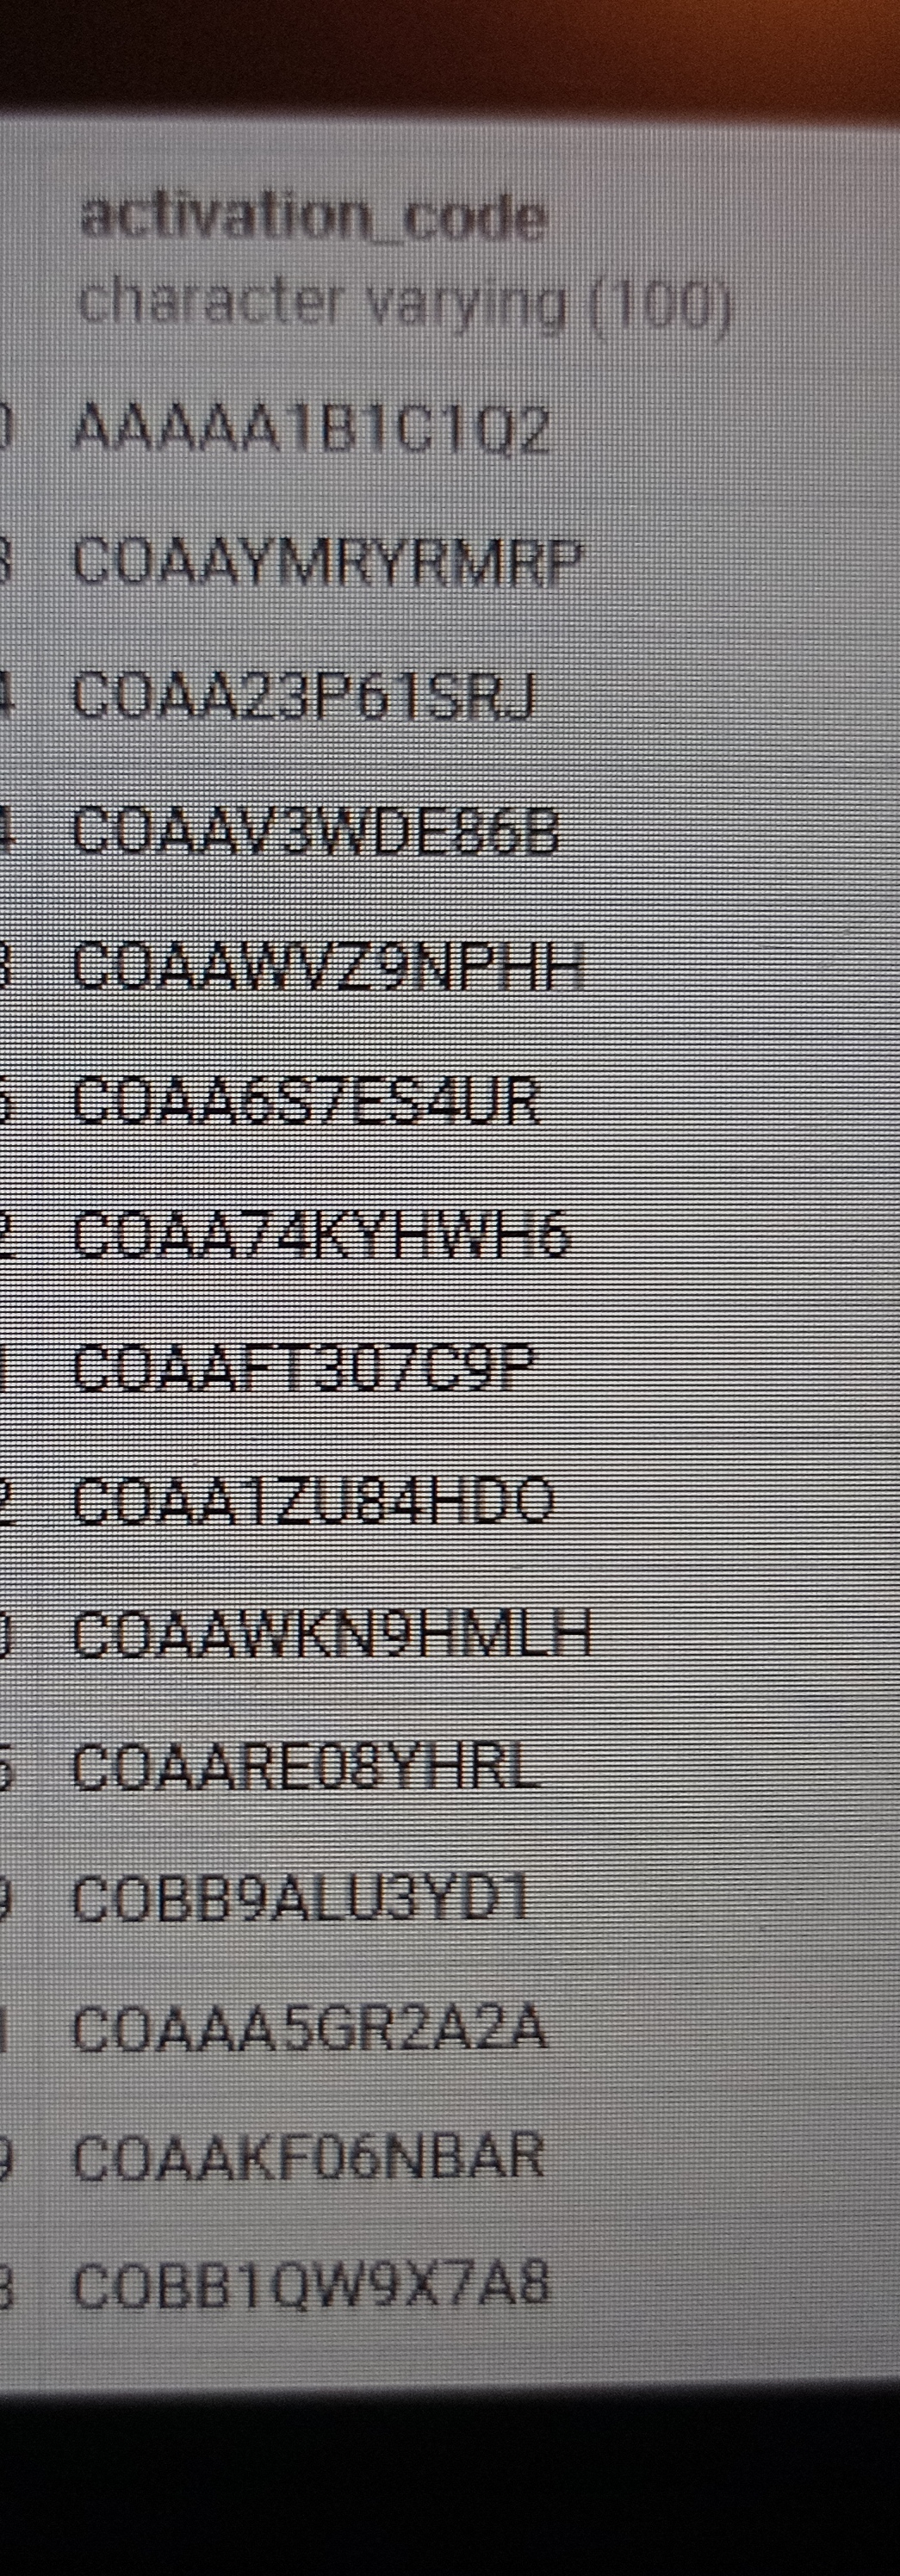 activation_code
character varying (100)
AAAAA1B1C1Q2
COAAYMRYRMRP
COAA23P61SRJ
COAAV3WDE86B
COAAWVZ9NPHH
COAA6S7ES4UR
COAA74KYHWH6
COAAFT307C9P
COAA1ZU84HDO
COAAWKN9HMLH
COAARE08YHRL
COBB9ALU3YD1
COAAA5GR2A2A
COAAKF06NBAR
COBB1QW9X7A8